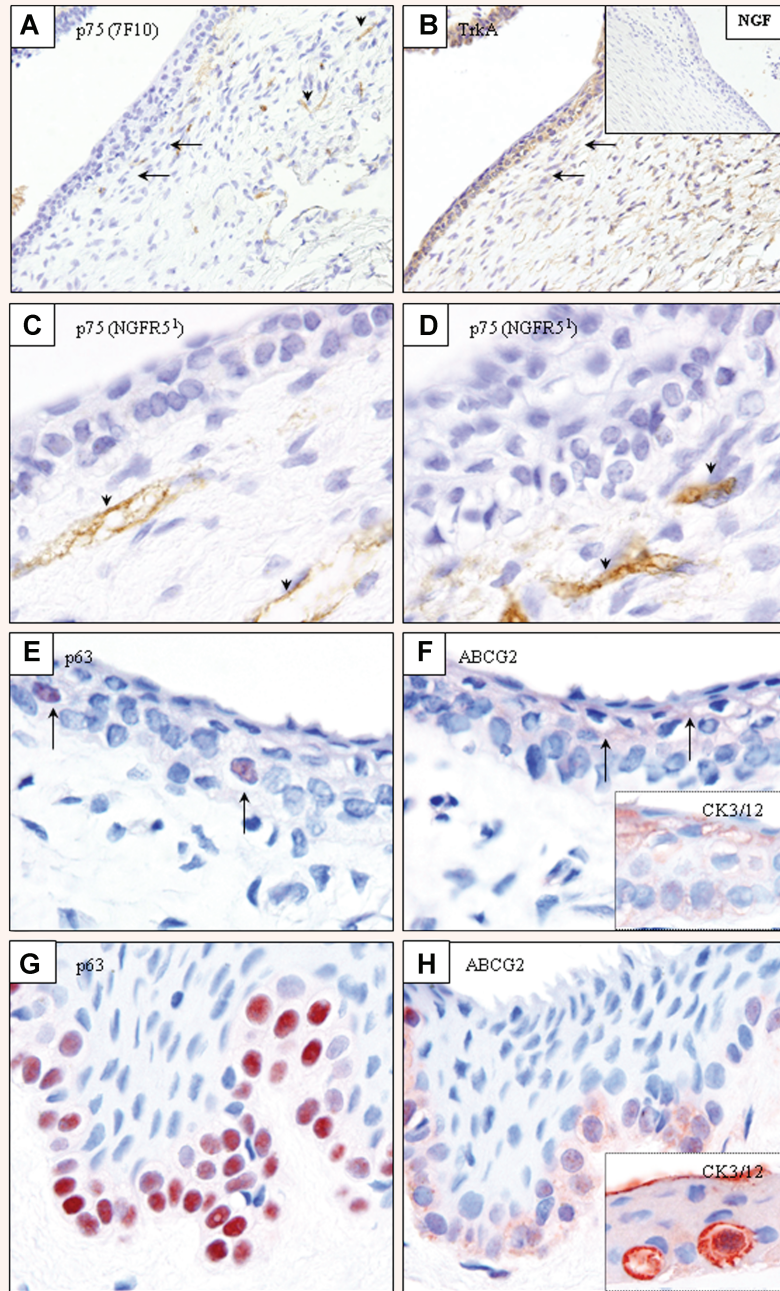 A p75 (7F10)
B TrkA NGF
C p75 (NGFR5¹)
D p75 (NGFR5¹)
E p63
F ABCG2
CK3/12
G p63
H ABCG2
CK3/12